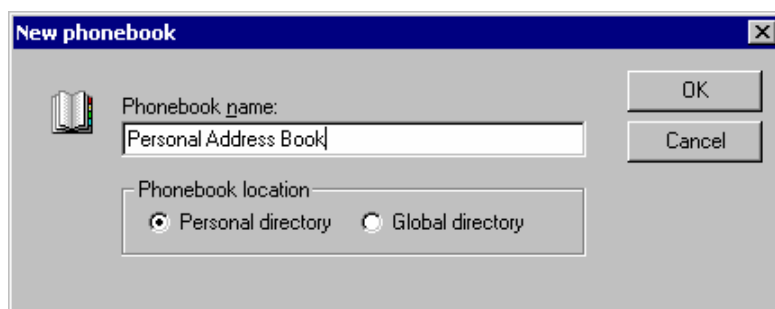 New phonebook
OK
Phonebook name:
Personal Address Book
Cancel
Phonebook location
Personal directory Global directory